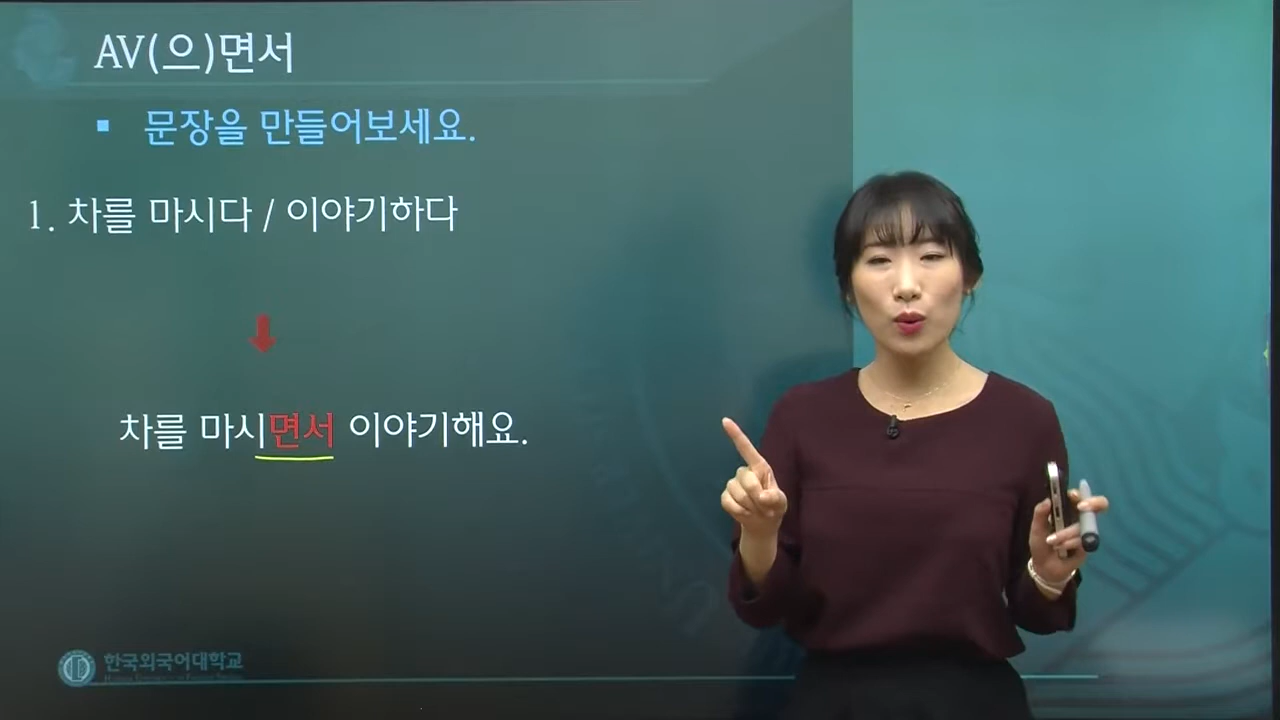 AV(으)면서
▪ 문장을 만들어보세요.
1. 차를 마시다 / 이야기하다
차를 마시면서 이야기해요.
한국외국어대학교